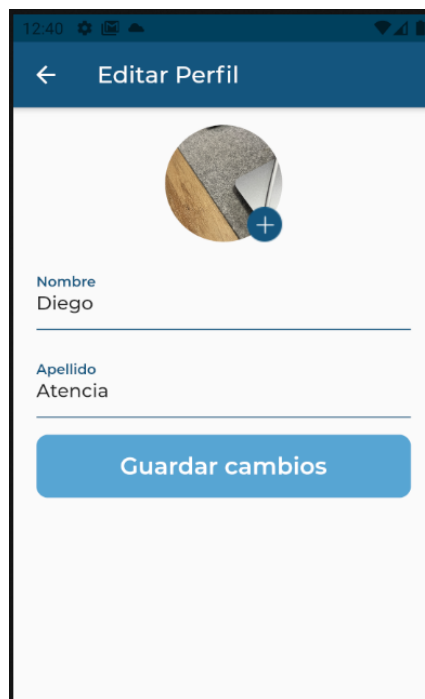 12:40
Editar Perfil
Nombre
Diego
Apellido
Atencia
Guardar cambios